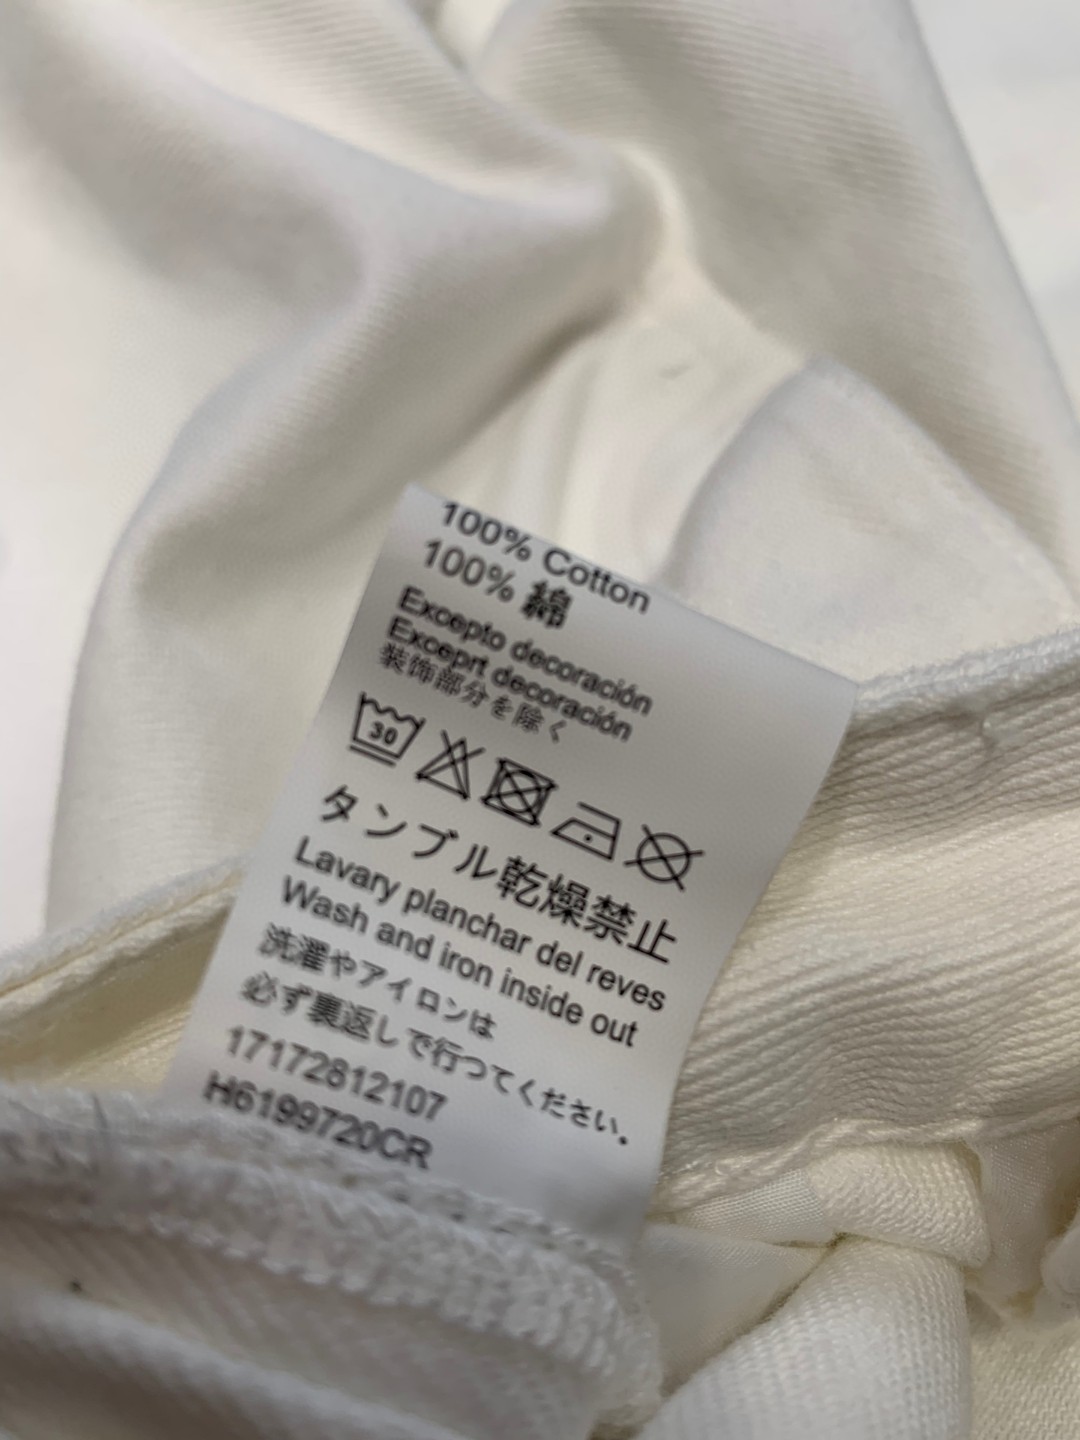 100% Cotton
100% 綿
Excepto decoración
Exceprt decoración
装飾部分を除く
30
タンブル乾燥禁止
Lavary planchar del reves
Wash and iron inside out
洗濯やアイロンは
必ず裏返しで行つてください。
17172812107
H6199720CR